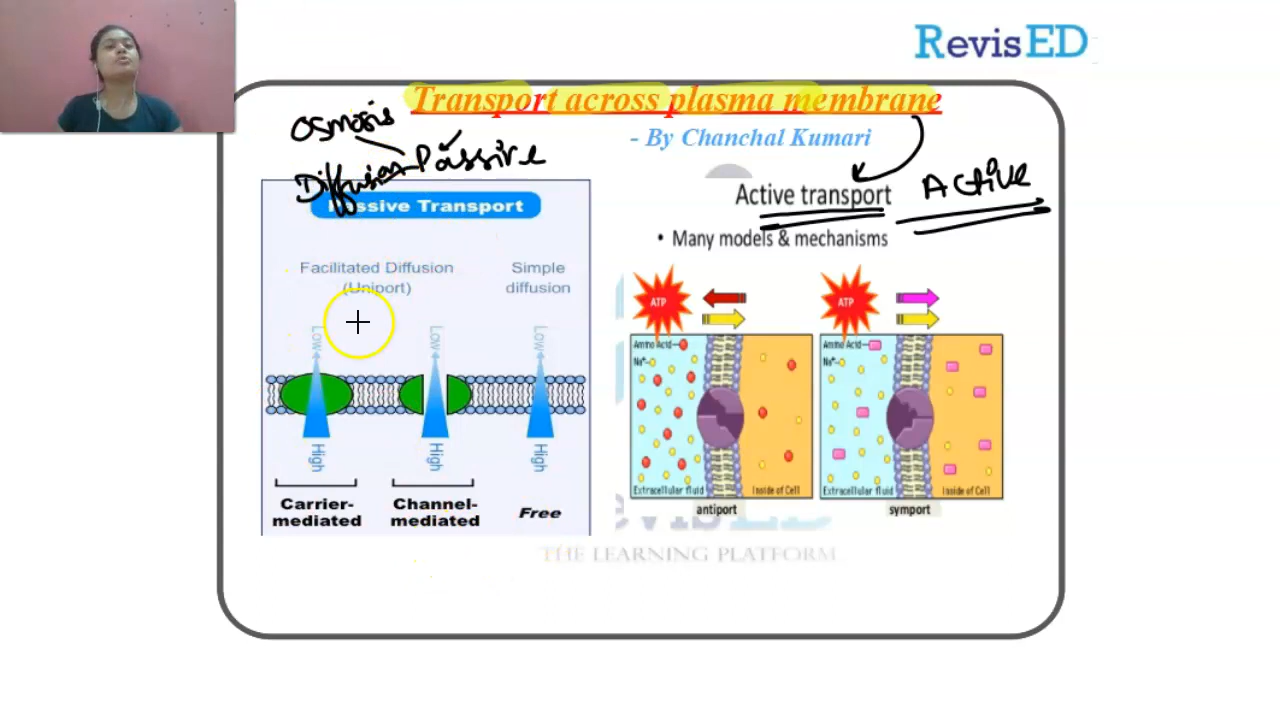 RevisED
Transport across plasma membrane
- By Chanchal Kumari
Osmosis
Diffusion Passive
Active
Passive Transport
Facilitated Diffusion
(Uniport)
Simple
diffusion
Low
Low
Low
High
High
High
Carrier-
mediated
Channel-
mediated
Free
Active transport
• Many models & mechanisms
ATP
Amino Acid
Na+
Extracellular fluid
Inside of Cell
antiport
ATP
Amino Acid
Na+
Extracellular fluid
Inside of Cell
symport
RevisED
THE LEARNING PLATFORM